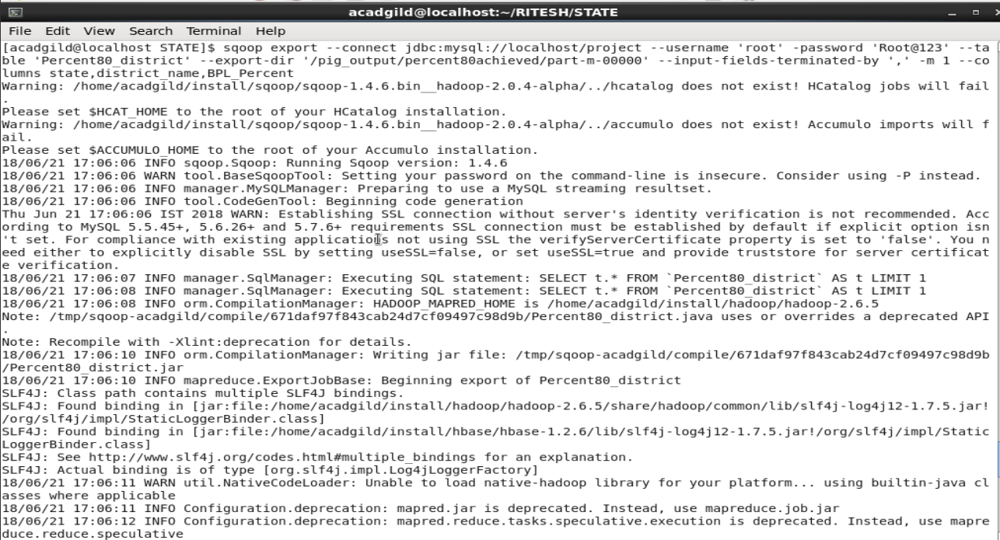 acadgild@localhost:~/RITESH/STATE
File Edit View Search Terminal Help
[acadgild@localhost STATE]$ sqoop export --connect jdbc:mysql://localhost/project --username 'root' -password 'Root@123' --ta
ble 'Percent80_district' --export-dir '/pig_output/percent80achieved/part-m-00000' --input-fields-terminated-by ',' -m 1 --co
lumns state,district_name,BPL_Percent
Warning: /home/acadgild/install/sqoop/sqoop-1.4.6.bin__hadoop-2.0.4-alpha/../hcatalog does not exist! HCatalog jobs will fail
.
Please set $HCAT_HOME to the root of your HCatalog installation.
Warning: /home/acadgild/install/sqoop/sqoop-1.4.6.bin__hadoop-2.0.4-alpha/../accumulo does not exist! Accumulo imports will f
ail.
Please set $ACCUMULO_HOME to the root of your Accumulo installation.
18/06/21 17:06:06 INFO sqoop.Sqoop: Running Sqoop version: 1.4.6
18/06/21 17:06:06 WARN tool.BaseSqoopTool: Setting your password on the command-line is insecure. Consider using -P instead.
18/06/21 17:06:06 INFO manager.MySQLManager: Preparing to use a MySQL streaming resultset.
18/06/21 17:06:06 INFO tool.CodeGenTool: Beginning code generation
Thu Jun 21 17:06:06 IST 2018 WARN: Establishing SSL connection without server's identity verification is not recommended. Acc
ording to MySQL 5.5.45+, 5.6.26+ and 5.7.6+ requirements SSL connection must be established by default if explicit option isn
't set. For compliance with existing applications not using SSL the verifyServerCertificate property is set to 'false'. You n
eed either to explicitly disable SSL by setting useSSL=false, or set useSSL=true and provide truststore for server certificat
e verification.
18/06/21 17:06:07 INFO manager.SqlManager: Executing SQL statement: SELECT t.* FROM `Percent80_district` AS t LIMIT 1
18/06/21 17:06:08 INFO manager.SqlManager: Executing SQL statement: SELECT t.* FROM `Percent80_district` AS t LIMIT 1
18/06/21 17:06:08 INFO orm.CompilationManager: HADOOP_MAPRED_HOME is /home/acadgild/install/hadoop/hadoop-2.6.5
Note: /tmp/sqoop-acadgild/compile/671daf97f843cab24d7cf09497c98d9b/Percent80_district.java uses or overrides a deprecated API
.
Note: Recompile with -Xlint:deprecation for details.
18/06/21 17:06:10 INFO orm.CompilationManager: Writing jar file: /tmp/sqoop-acadgild/compile/671daf97f843cab24d7cf09497c98d9b
/Percent80_district.jar
18/06/21 17:06:10 INFO mapreduce.ExportJobBase: Beginning export of Percent80_district
SLF4J: Class path contains multiple SLF4J bindings.
SLF4J: Found binding in [jar:file:/home/acadgild/install/hadoop/hadoop-2.6.5/share/hadoop/common/lib/slf4j-log4j12-1.7.5.jar!
/org/slf4j/impl/StaticLoggerBinder.class]
SLF4J: Found binding in [jar:file:/home/acadgild/install/hbase/hbase-1.2.6/lib/slf4j-log4j12-1.7.5.jar!/org/slf4j/impl/Static
LoggerBinder.class]
SLF4J: See http://www.slf4j.org/codes.html#multiple_bindings for an explanation.
SLF4J: Actual binding is of type [org.slf4j.impl.Log4jLoggerFactory]
18/06/21 17:06:11 WARN util.NativeCodeLoader: Unable to load native-hadoop library for your platform... using builtin-java cl
asses where applicable
18/06/21 17:06:11 INFO Configuration.deprecation: mapred.jar is deprecated. Instead, use mapreduce.job.jar
18/06/21 17:06:12 INFO Configuration.deprecation: mapred.reduce.tasks.speculative.execution is deprecated. Instead, use mapre
duce.reduce.speculative